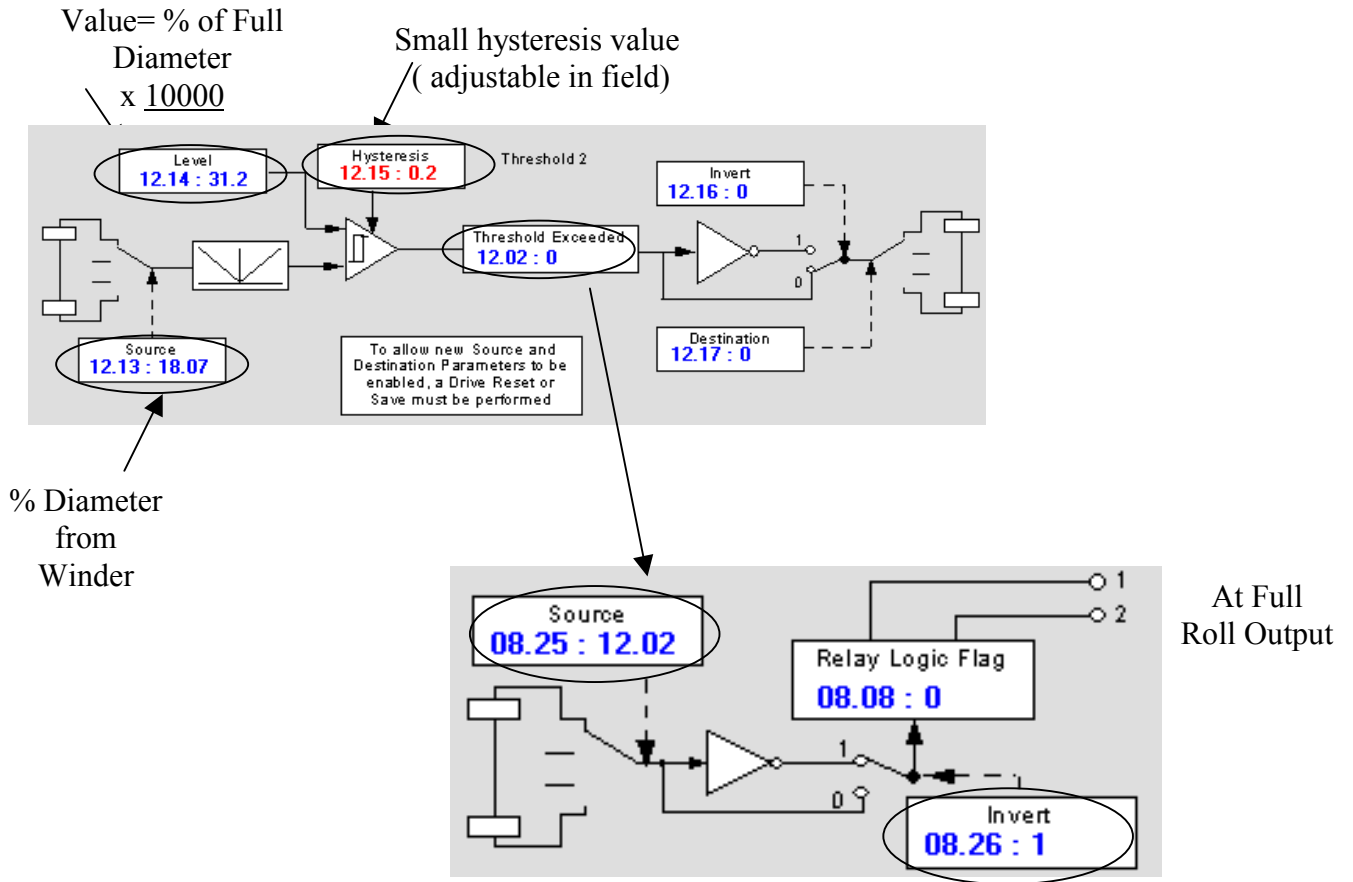 Value= % of Full
Diameter
x 10000
Small hysteresis value
( adjustable in field)
Level
12.14 : 31.2
Hysteresis
12.15 : 0.2
Threshold 2
Invert
12.16 : 0
Threshold Exceeded
12.02 : 0
1
0
Source
12.13 : 18.07
To allow new Source and
Destination Parameters to be
enabled, a Drive Reset or
Save must be performed
Destination
12.17 : 0
% Diameter
from
Winder
Source
08.25 : 12.02
1
2
At Full
Roll Output
Relay Logic Flag
08.08 : 0
1
0
Invert
08.26 : 1